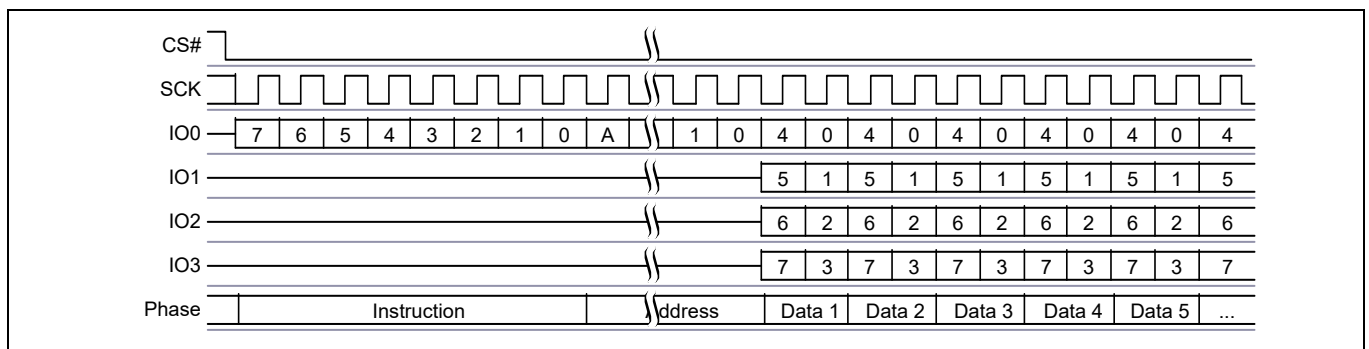 CS#
SCK
IO0 7 6 5 4 3 2 1 0 A 1 0 4 0 4 0 4 0 4 0 4 0 4
IO1 5 1 5 1 5 1 5 1 5 1 5
IO2 6 2 6 2 6 2 6 2 6 2 6
IO3 7 3 7 3 7 3 7 3 7 3 7
Phase Instruction Address Data 1 Data 2 Data 3 Data 4 Data 5 ...